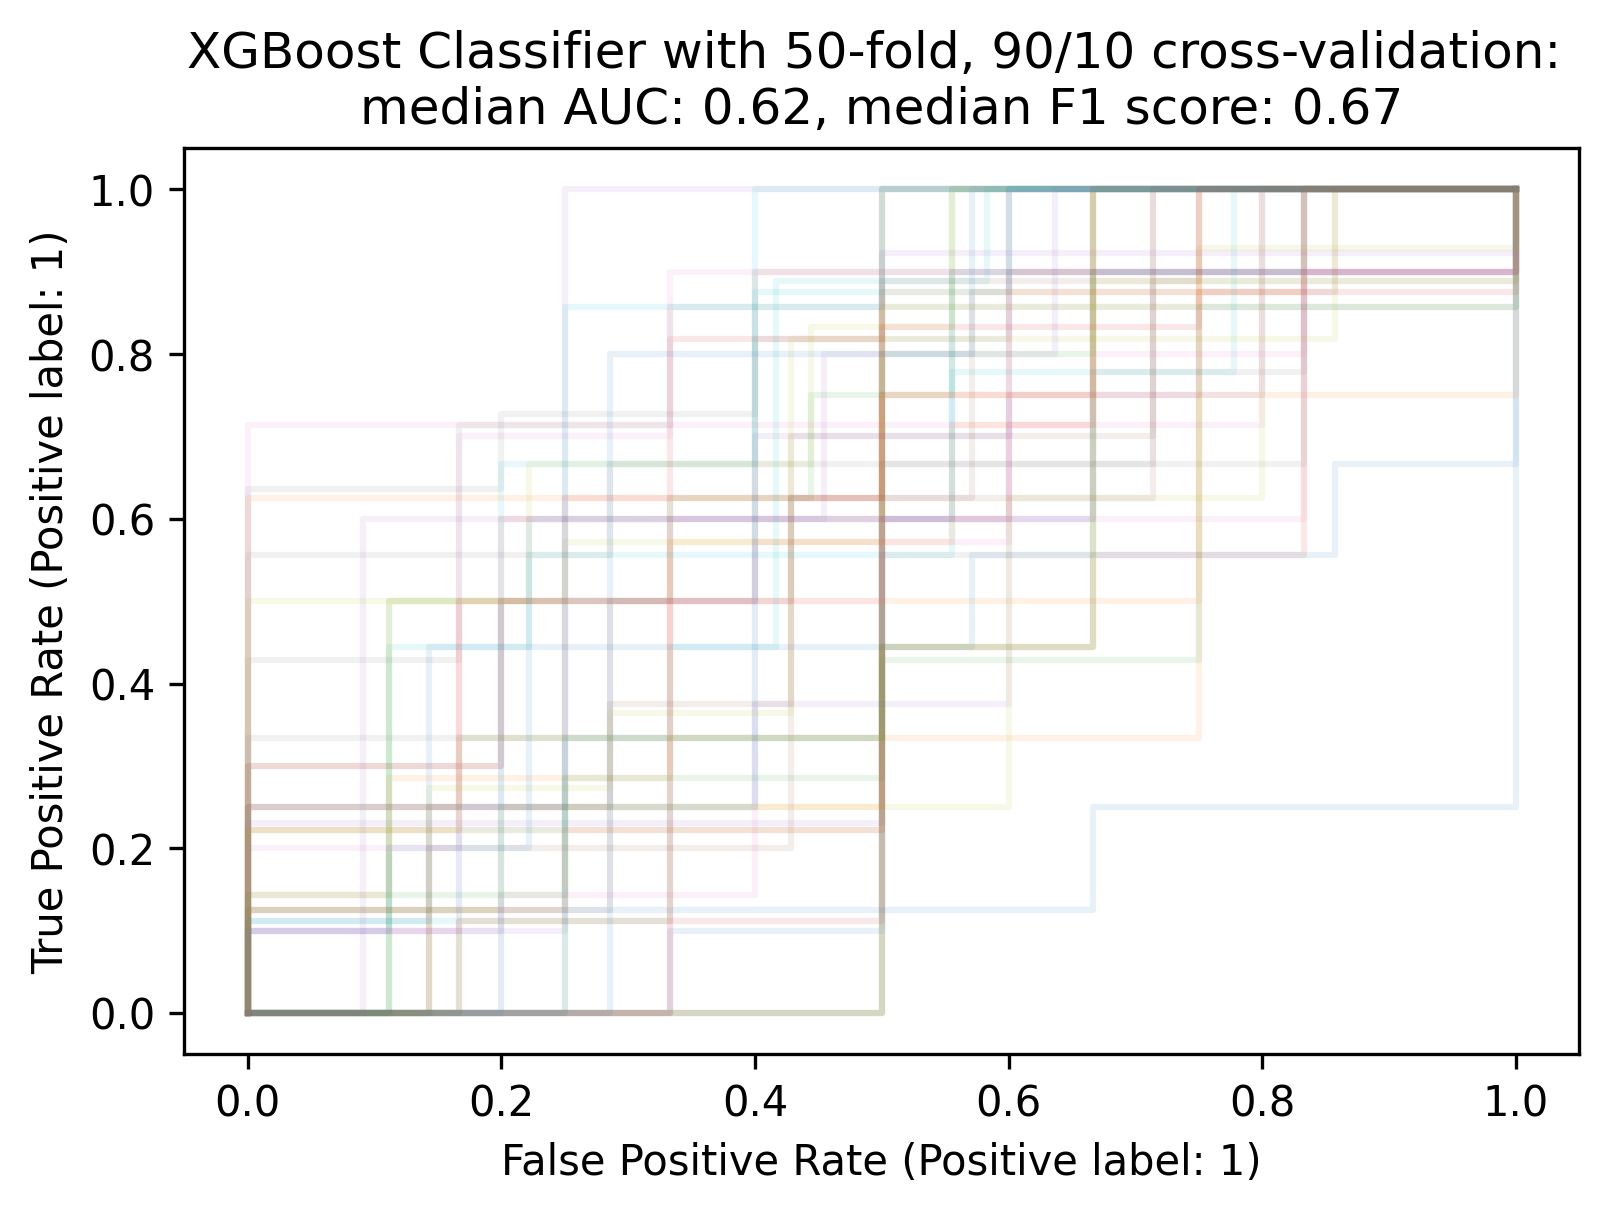 XGBoost Classifier with 50-fold, 90/10 cross-validation:
median AUC: 0.62, median F1 score: 0.67
True Positive Rate (Positive label: 1)
1.0
0.8
0.6
0.4
0.2
0.0
0.0 0.2 0.4 0.6 0.8 1.0
False Positive Rate (Positive label: 1)